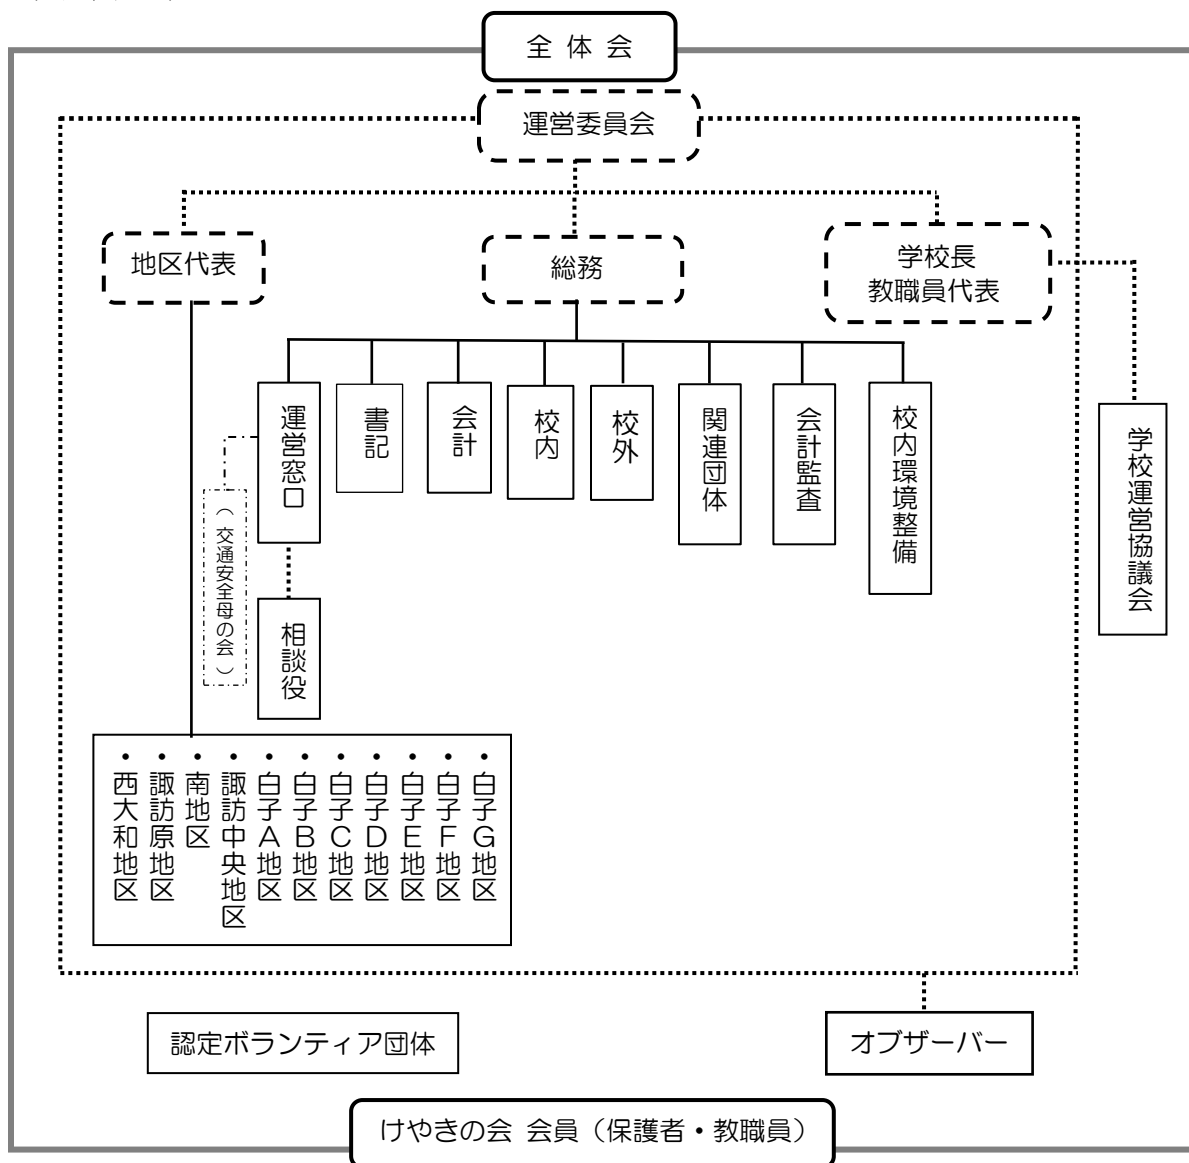 全体会
運営委員会
地区代表
総務
学校長
教職員代表
運営窓口
書記
会計
校内
校外
関連団体
会計監査
校内環境整備
学校運営協議会
（交通安全母の会）
相談役
・西大和地区
・諏訪原地区
・南地区
・諏訪中央地区
・白子A地区
・白子B地区
・白子C地区
・白子D地区
・白子E地区
・白子F地区
・白子G地区
認定ボランティア団体
オブザーバー
けやきの会 会員（保護者・教職員）